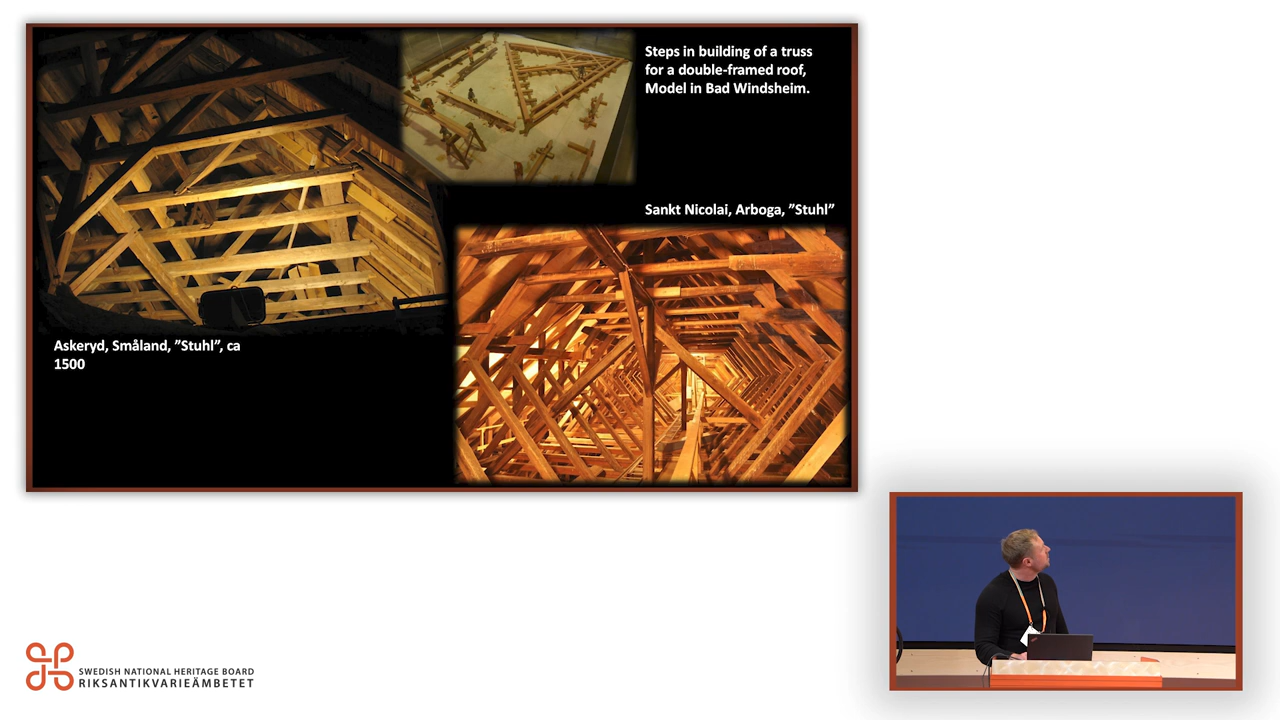 Steps in building of a truss
for a double-framed roof,
Model in Bad Windsheim.
Sankt Nicolai, Arboga, ”Stuhl”
Askeryd, Småland, ”Stuhl”, ca
1500
SWEDISH NATIONAL HERITAGE BOARD
RIKSANTIKVARIEÄMBETET